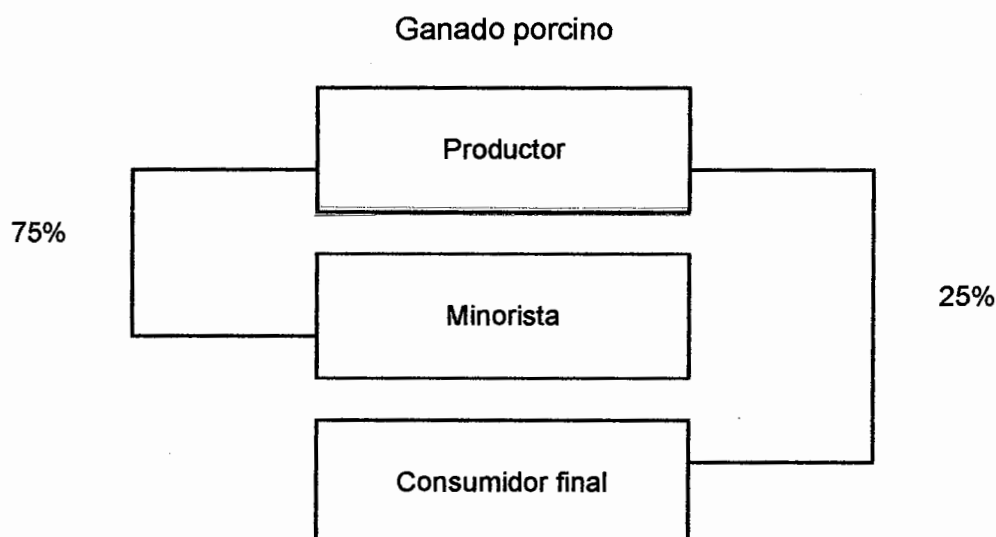 Ganado porcino
Productor
75%
25%
Minorista
Consumidor final